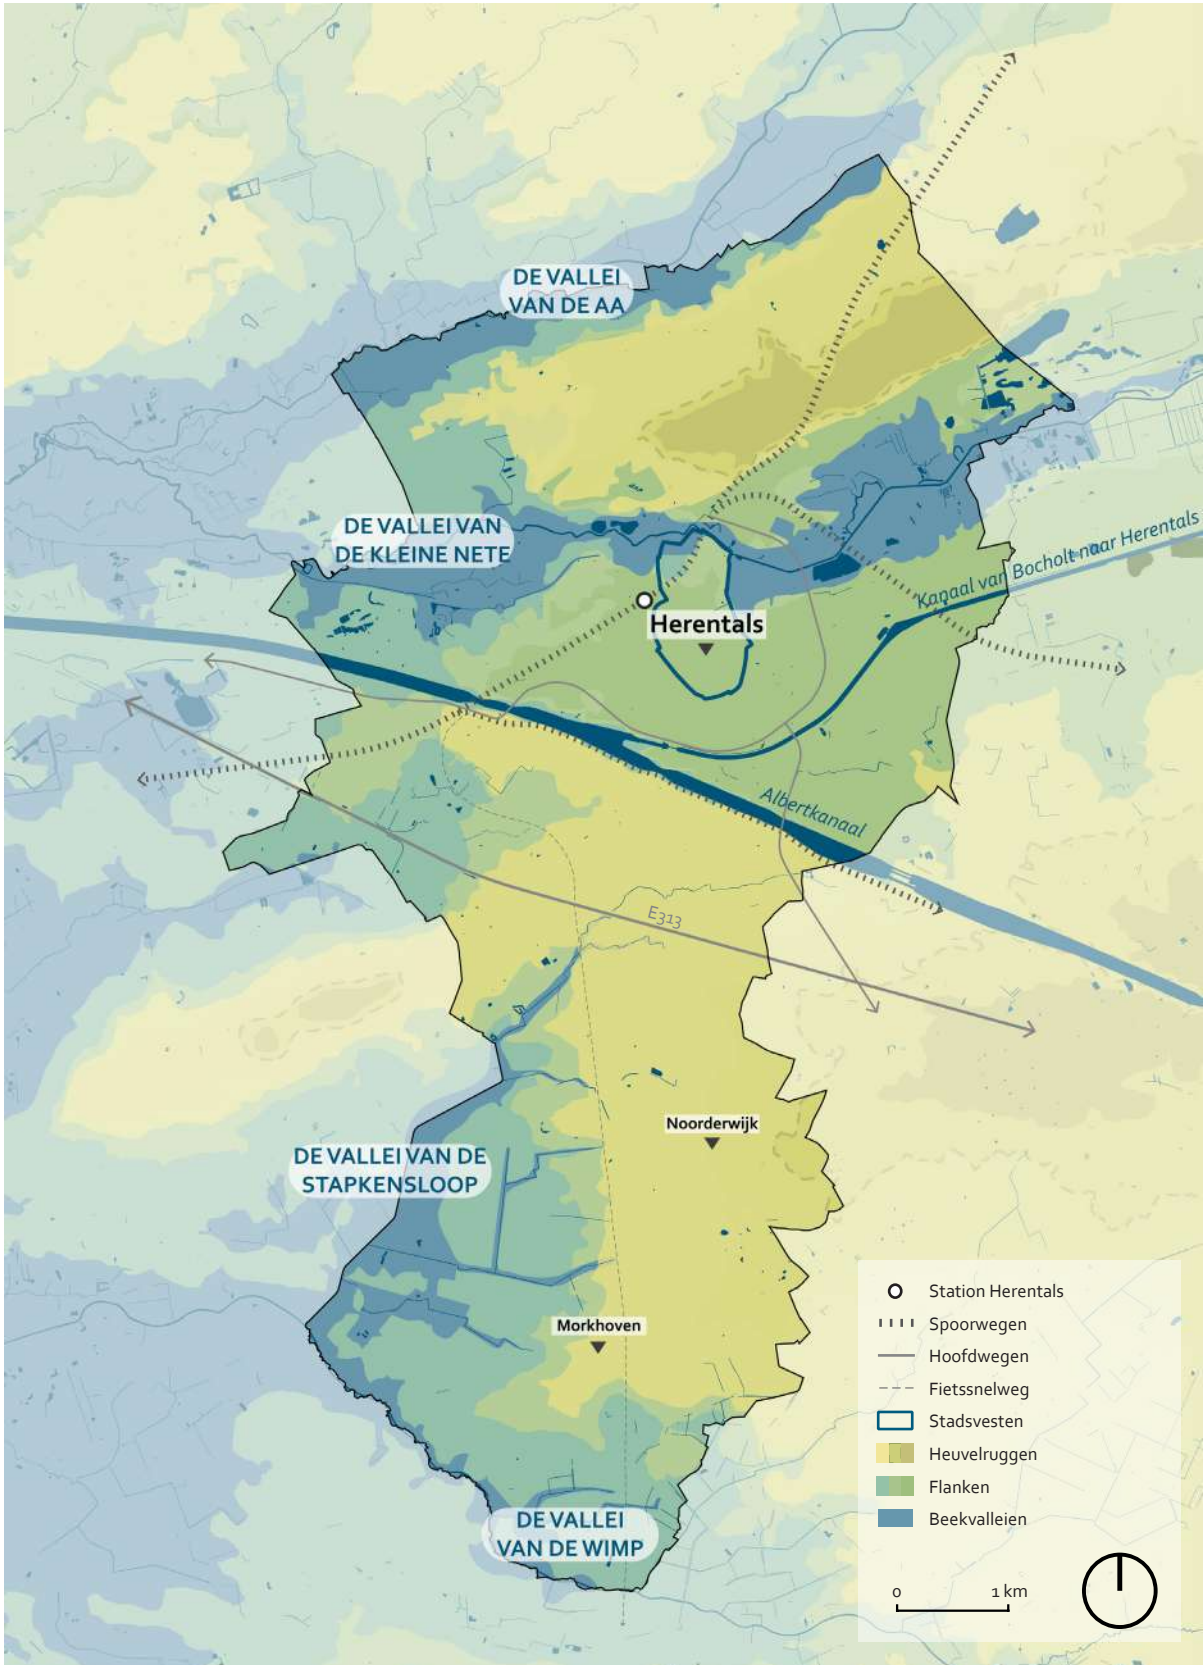 DE VALLEI
VAN DE AA
DE VALLEI VAN
DE KLEINE NETE
Kanaal van Bocholt naar Herentals
Herentals
Albertkanaal
E313
Noorderwijk
DE VALLEI VAN DE
STAPKENSLOOP
Morkhoven
DE VALLEI
VAN DE WIMP
Station Herentals
Spoorwegen
Hoofdwegen
Fietssnelweg
Stadsvesten
Heuvelruggen
Flanken
Beekvalleien
0 1 km